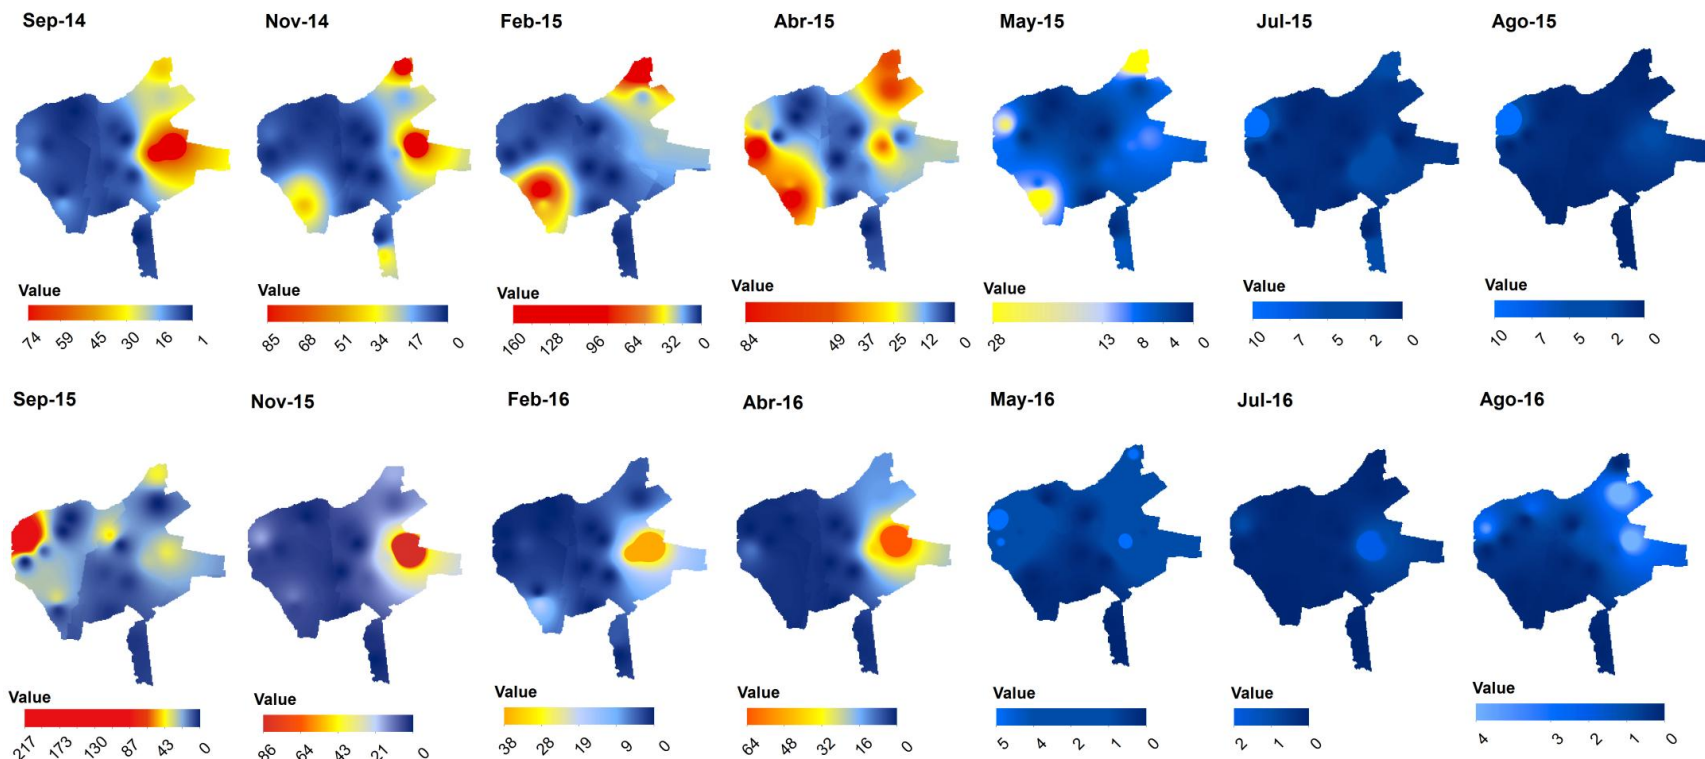 Sep-14 Nov-14 Feb-15 Abr-15 May-15 Jul-15 Ago-15
Value Value Value Value Value Value Value
74 59 45 30 16 1 85 68 51 34 17 0 160 128 96 64 32 0 84 49 37 25 12 0 28 13 8 4 0 10 7 5 2 0 10 7 5 2 0
Sep-15 Nov-15 Feb-16 Abr-16 May-16 Jul-16 Ago-16
Value Value Value Value Value Value Value
217 173 130 87 43 0 86 64 43 21 0 38 28 19 9 0 64 48 32 16 0 5 4 2 1 0 2 1 0 4 3 2 1 0